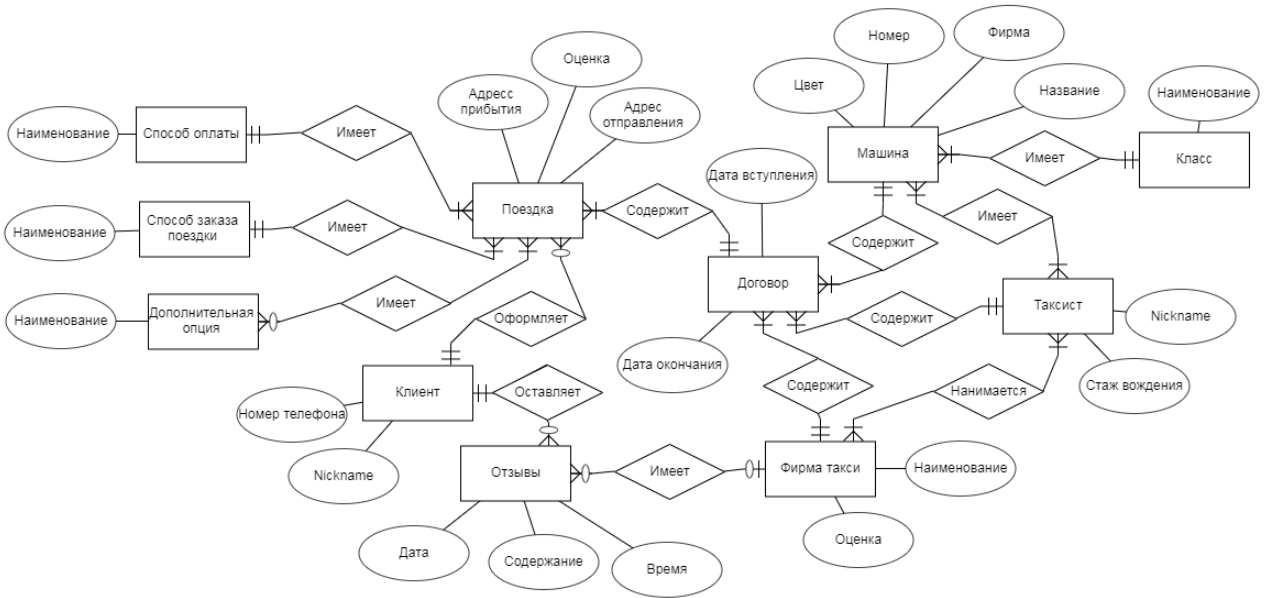 Номер
Фирма
Оценка
Цвет
Название
Наименование
Адресс
прибытия
Адрес
отправления
Наименование
Способ оплаты
Имеет
Машина
Имеет
Класс
Дата вступления
Поездка
Содержит
Имеет
Наименование
Способ заказа
поездки
Имеет
Содержит
Договор
Таксист
Наименование
Дополнительная
опция
Имеет
Оформляет
Содержит
Nickname
Дата окончания
Содержит
Нанимается
Стаж вождения
Клиент
Оставляет
Номер телефона
Nickname
Отзывы
Имеет
Фирма такси
Наименование
Дата
Содержание
Время
Оценка